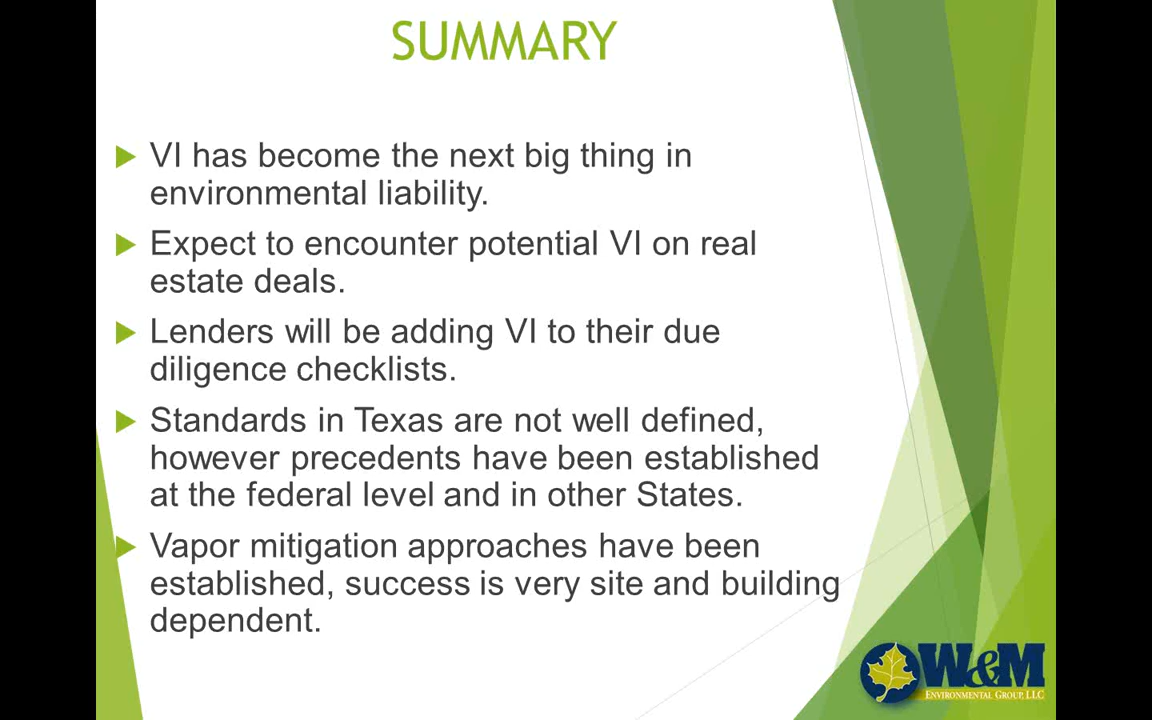 SUMMARY
VI has become the next big thing in
environmental liability.
Expect to encounter potential VI on real
estate deals.
Lenders will be adding VI to their due
diligence checklists.
Standards in Texas are not well defined,
however precedents have been established
at the federal level and in other States.
Vapor mitigation approaches have been
established, success is very site and building
dependent.
W&M
ENVIRONMENTAL GROUP, LLC